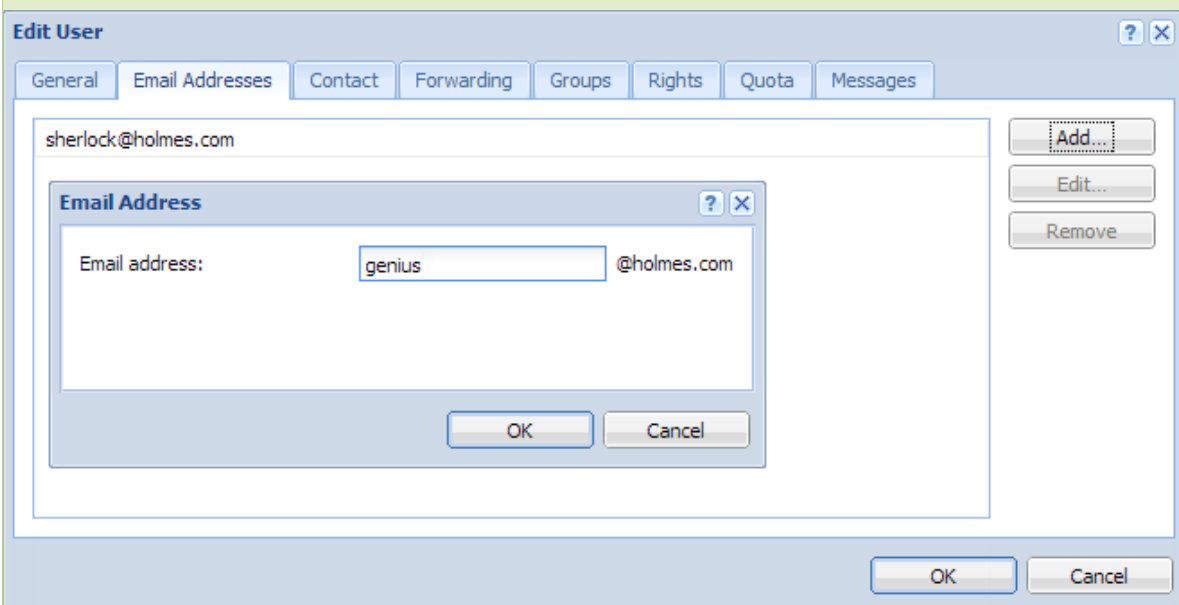 Edit User
General Email Addresses Contact Forwarding Groups Rights Quota Messages
sherlock@holmes.com
Add...
Edit...
Remove
Email Address
Email address: genius @holmes.com
OK Cancel
OK Cancel